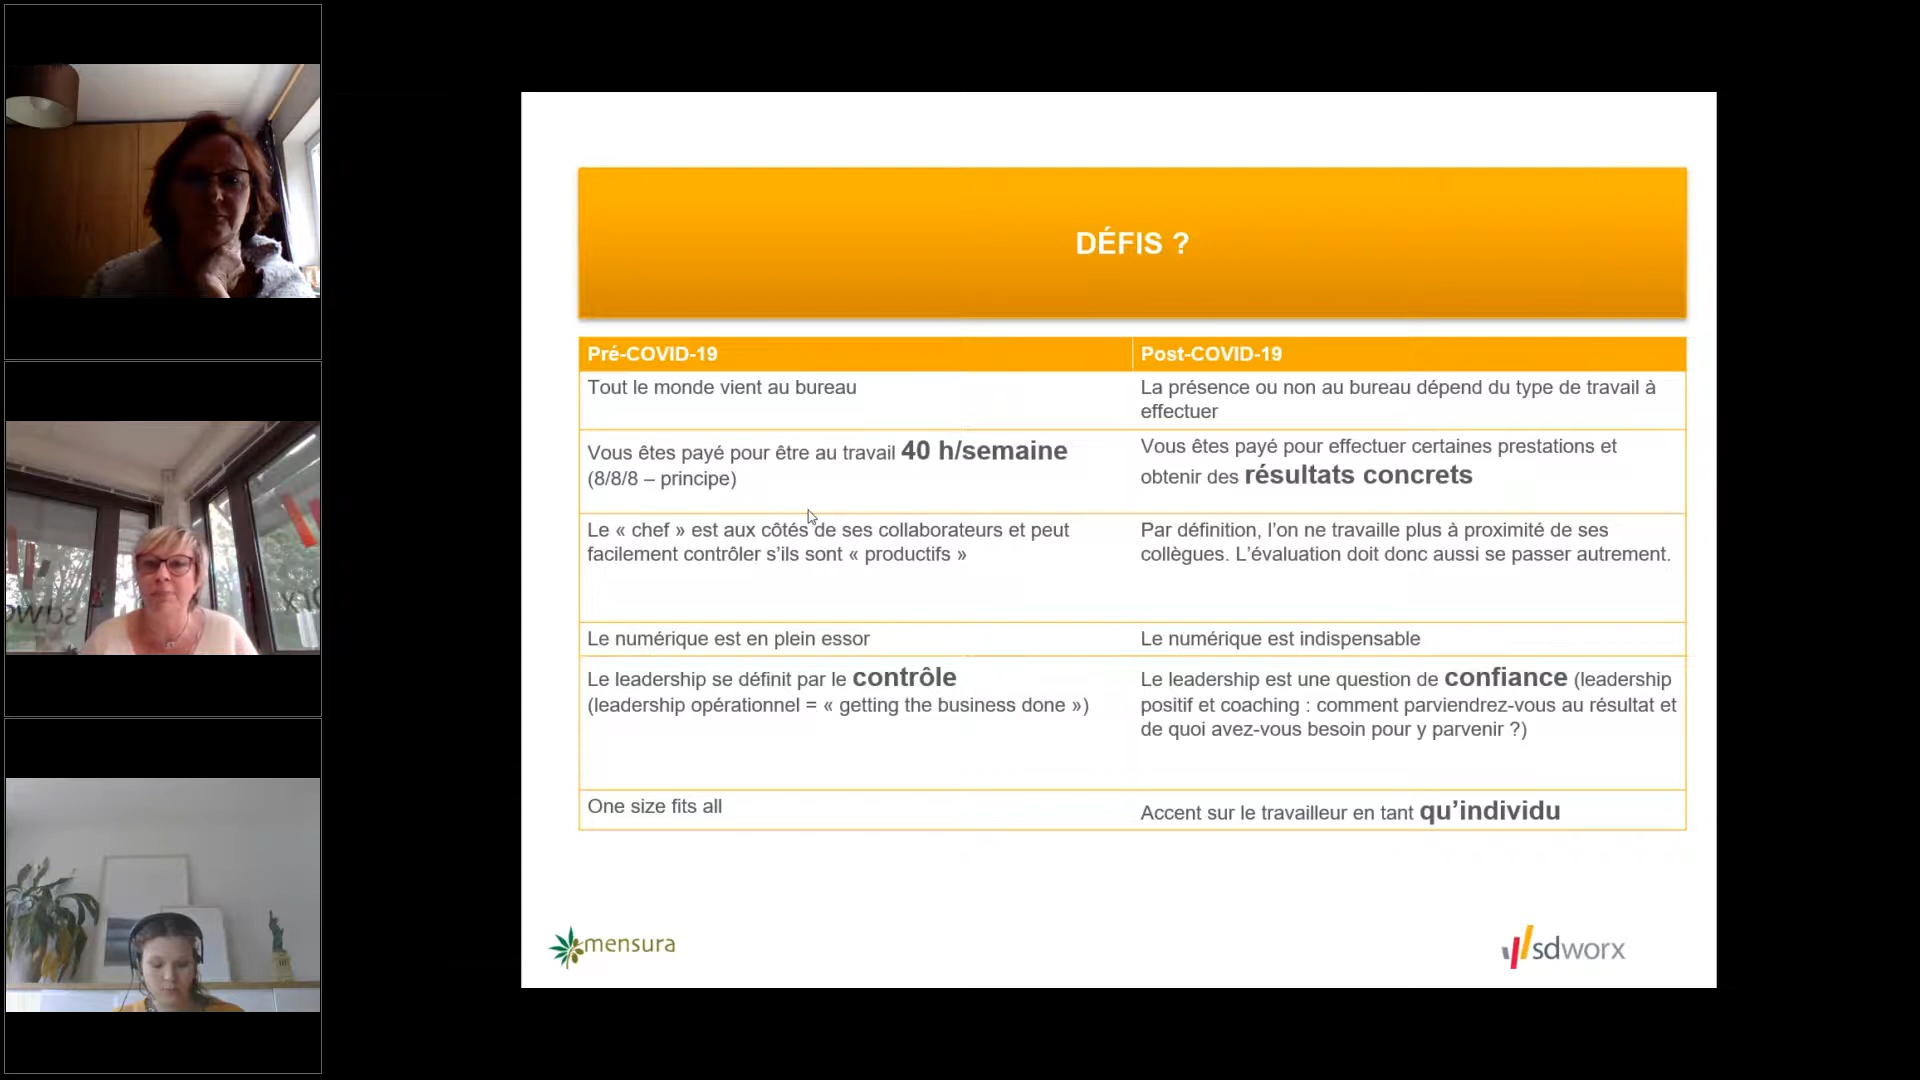 DÉFIS ?
Pré-COVID-19
Post-COVID-19
Tout le monde vient au bureau
La présence ou non au bureau dépend du type de travail à
effectuer
Vous êtes payé pour être au travail 40 h/semaine
(8/8/8 – principe)
Vous êtes payé pour effectuer certaines prestations et
obtenir des résultats concrets
Le « chef » est aux côtés de ses collaborateurs et peut
facilement contrôler s’ils sont « productifs »
Par définition, l’on ne travaille plus à proximité de ses
collègues. L’évaluation doit donc aussi se passer autrement.
Le numérique est en plein essor
Le numérique est indispensable
Le leadership se définit par le contrôle
(leadership opérationnel = « getting the business done »)
Le leadership est une question de confiance (leadership
positif et coaching : comment parviendrez-vous au résultat et
de quoi avez-vous besoin pour y parvenir ?)
One size fits all
Accent sur le travailleur en tant qu’individu
mensura
sdworx